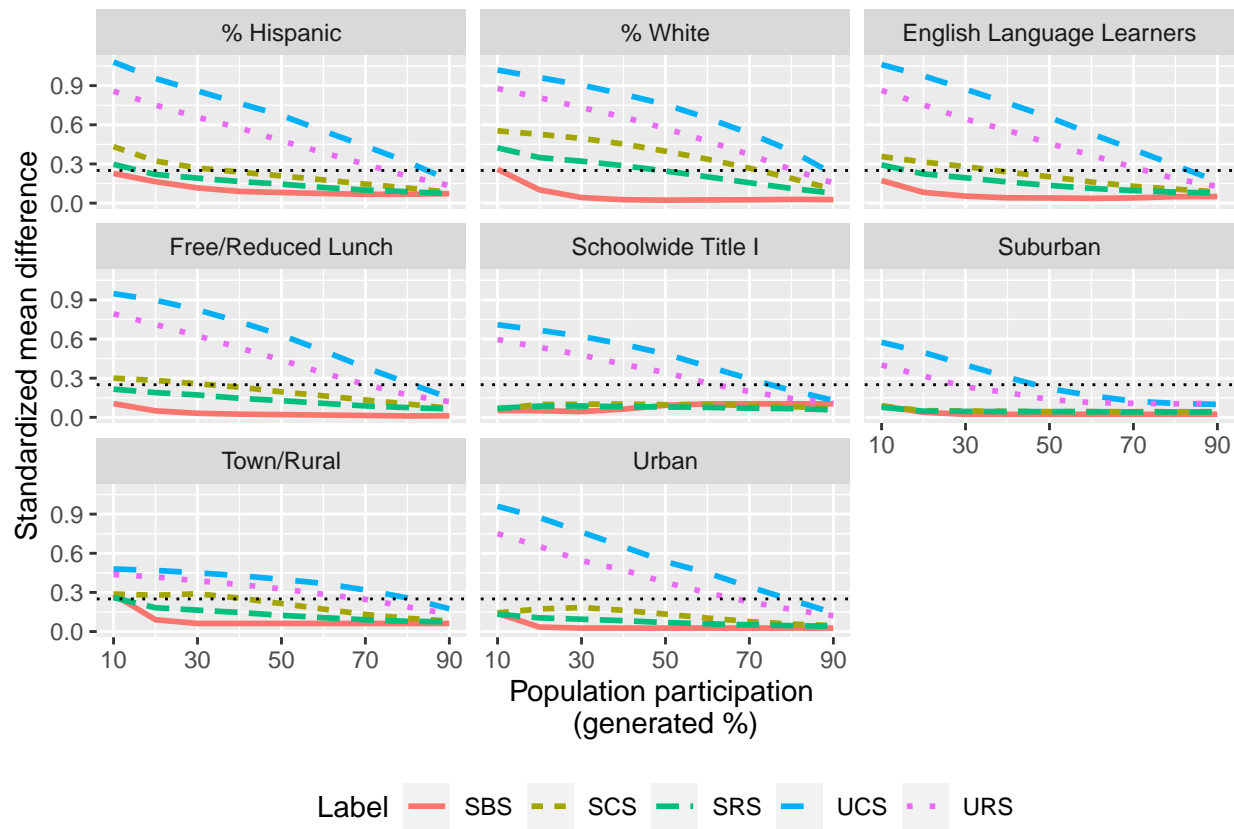 % Hispanic
% White
English Language Learners
0.9
0.6
0.3
0.0
Free/Reduced Lunch
Schoolwide Title I
Suburban
0.9
0.6
0.3
0.0
10 30 50 70 90
Town/Rural
Urban
0.9
0.6
0.3
0.0
10 30 50 70 90
10 30 50 70 90
Standardized mean difference
Population participation
(generated %)
Label SBS SCS SRS UCS URS